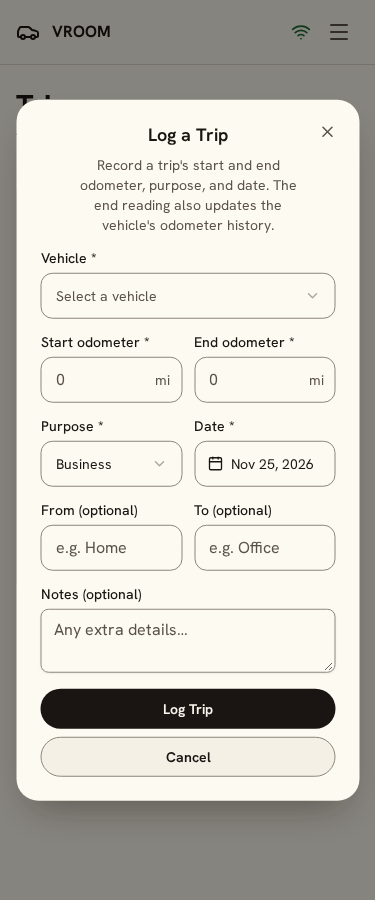 VROOM
Log a Trip
Record a trip's start and end
odometer, purpose, and date. The
end reading also updates the
vehicle's odometer history.
Vehicle *
Select a vehicle
Start odometer * End odometer *
0 mi 0 mi
Purpose * Date *
Business Nov 25, 2026
From (optional) To (optional)
e.g. Home e.g. Office
Notes (optional)
Any extra details...
Log Trip
Cancel